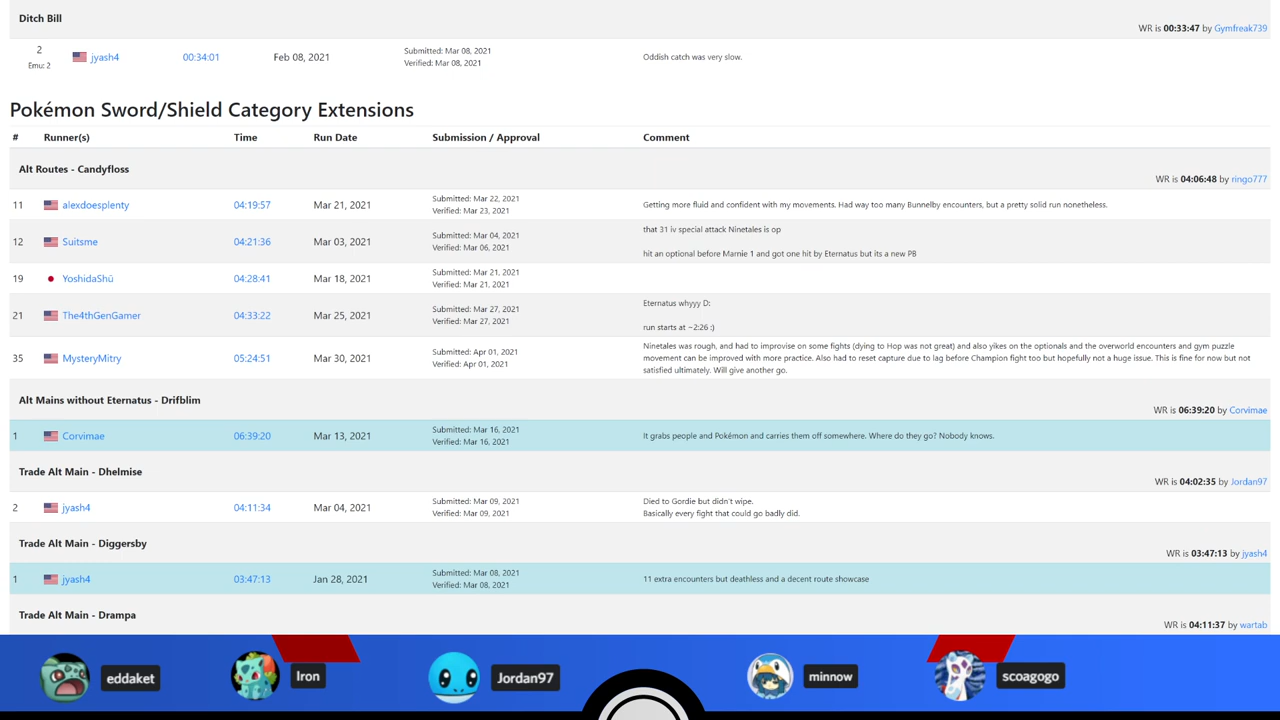 Ditch Bill
WR is 00:33:47 by Gymfreak739
2 jyash4 00:34:01 Feb 08, 2021 Submitted: Mar 08, 2021 Oddish catch was very slow.
Emu: 2 Verified: Mar 08, 2021
Pokémon Sword/Shield Category Extensions
# Runner(s) Time Run Date Submission / Approval Comment
Alt Routes - Candyfloss
WR is 04:06:48 by ringo777
11 alexdoesplenty 04:19:57 Mar 21, 2021 Submitted: Mar 22, 2021 Getting more fluid and confident with my movements. Had way too many Bunnelby encounters, but a pretty solid run nonetheless.
Verified: Mar 23, 2021
12 Suitsme 04:21:36 Mar 03, 2021 Submitted: Mar 04, 2021 that 31 iv special attack Ninetales is op
Verified: Mar 06, 2021 hit an optional before Marnie 1 and got one hit by Eternatus but its a new PB
19 YoshidaShū 04:28:41 Mar 18, 2021 Submitted: Mar 21, 2021
Verified: Mar 21, 2021
21 The4thGenGamer 04:33:22 Mar 25, 2021 Submitted: Mar 27, 2021 Eternatus whyyy D:
Verified: Mar 27, 2021 run starts at ~2:26 :)
35 MysteryMitry 05:24:51 Mar 30, 2021 Submitted: Apr 01, 2021 Ninetales was rough, and had to improvise on some fights (dying to Hop was not great) and also yikes on the optionals and the overworld encounters and gym puzzle
Verified: Apr 01, 2021 movement can be improved with more practice. Also had to reset capture due to lag before Champion fight too but hopefully not a huge issue. This is fine for now but not
satisfied ultimately. Will give another go.
Alt Mains without Eternatus - Drifblim
WR is 06:39:20 by Corvimae
1 Corvimae 06:39:20 Mar 13, 2021 Submitted: Mar 16, 2021 It grabs people and Pokémon and carries them off somewhere. Where do they go? Nobody knows.
Verified: Mar 16, 2021
Trade Alt Main - Dhelmise
WR is 04:02:35 by Jordan97
2 jyash4 04:11:34 Mar 04, 2021 Submitted: Mar 09, 2021 Died to Gordie but didn't wipe.
Verified: Mar 09, 2021 Basically every fight that could go badly did.
Trade Alt Main - Diggersby
WR is 03:47:13 by jyash4
1 jyash4 03:47:13 Jan 28, 2021 Submitted: Mar 08, 2021 11 extra encounters but deathless and a decent route showcase
Verified: Mar 08, 2021
Trade Alt Main - Drampa
WR is 04:11:37 by wartab
eddaket Iron Jordan97 minnow scoagogo